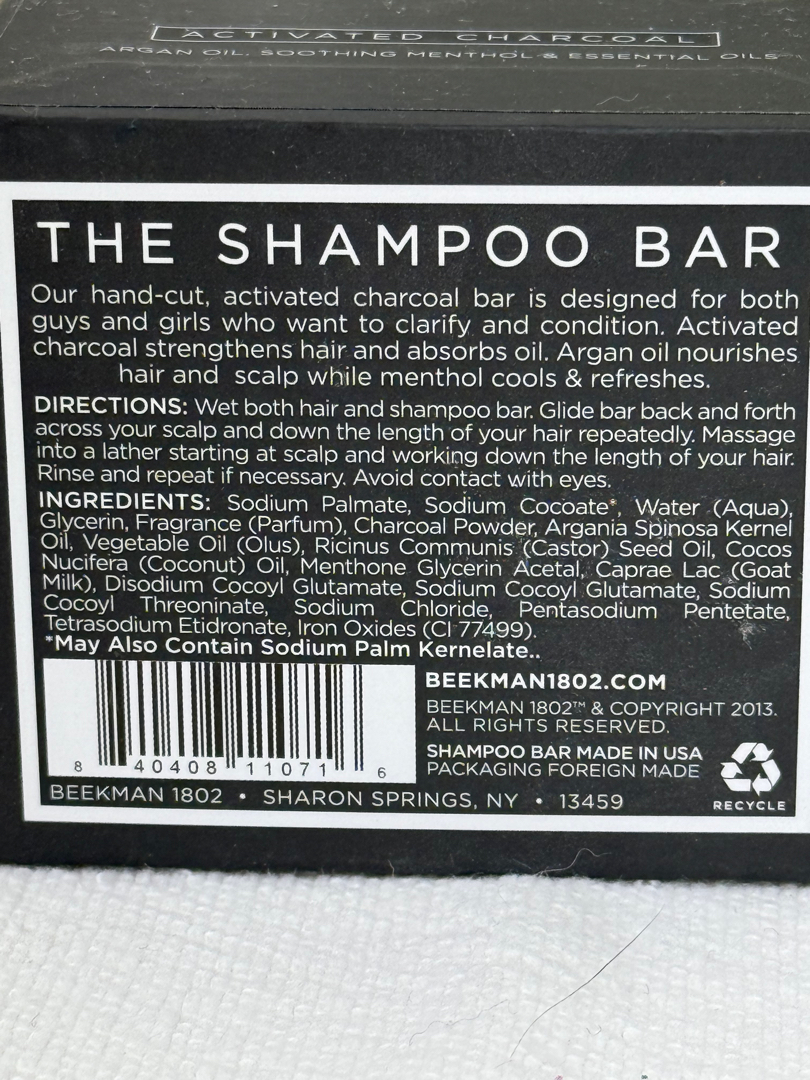 ACTIVATED CHARCOAL
ARGAN OIL, SOOTHING MENTHOL & ESSENTIAL OILS
THE SHAMPOO BAR
Our hand-cut, activated charcoal bar is designed for both
guys and girls who want to clarify and condition. Activated
charcoal strengthens hair and absorbs oil. Argan oil nourishes
hair and scalp while menthol cools & refreshes.
DIRECTIONS: Wet both hair and shampoo bar. Glide bar back and forth
across your scalp and down the length of your hair repeatedly. Massage
into a lather starting at scalp and working down the length of your hair.
Rinse and repeat if necessary. Avoid contact with eyes.
INGREDIENTS: Sodium Palmate, Sodium Cocoate*, Water (Aqua),
Glycerin, Fragrance (Parfum), Charcoal Powder, Argania Spinosa Kernel
Oil, Vegetable Oil (Olus), Ricinus Communis (Castor) Seed Oil, Cocos
Nucifera (Coconut) Oil, Menthone Glycerin Acetal, Caprae Lac (Goat
Milk), Disodium Cocoyl Glutamate, Sodium Cocoyl Glutamate, Sodium
Cocoyl Threoninate, Sodium Chloride, Pentasodium Pentetate,
Tetrasodium Etidronate, Iron Oxides (CI 77499).
*May Also Contain Sodium Palm Kernelate..
BEEKMAN1802.COM
BEEKMAN 1802™ & COPYRIGHT 2013.
ALL RIGHTS RESERVED.
SHAMPOO BAR MADE IN USA
PACKAGING FOREIGN MADE
RECYCLE
8 40408 11071 6
BEEKMAN 1802 • SHARON SPRINGS, NY • 13459